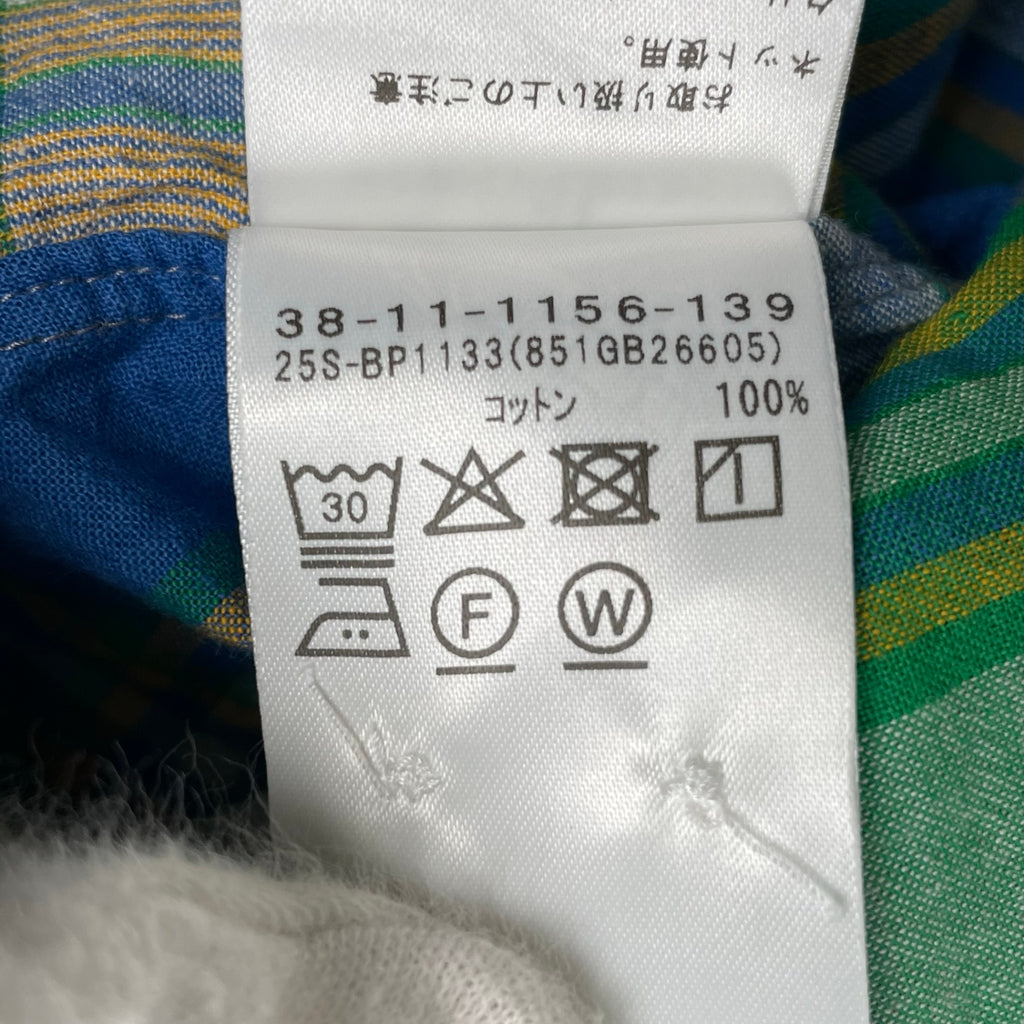 お取り扱い上のご注意
ネット使用。
38-11-1156-139
25S-BP1133(851GB26605)
コットン 100%
30
F W